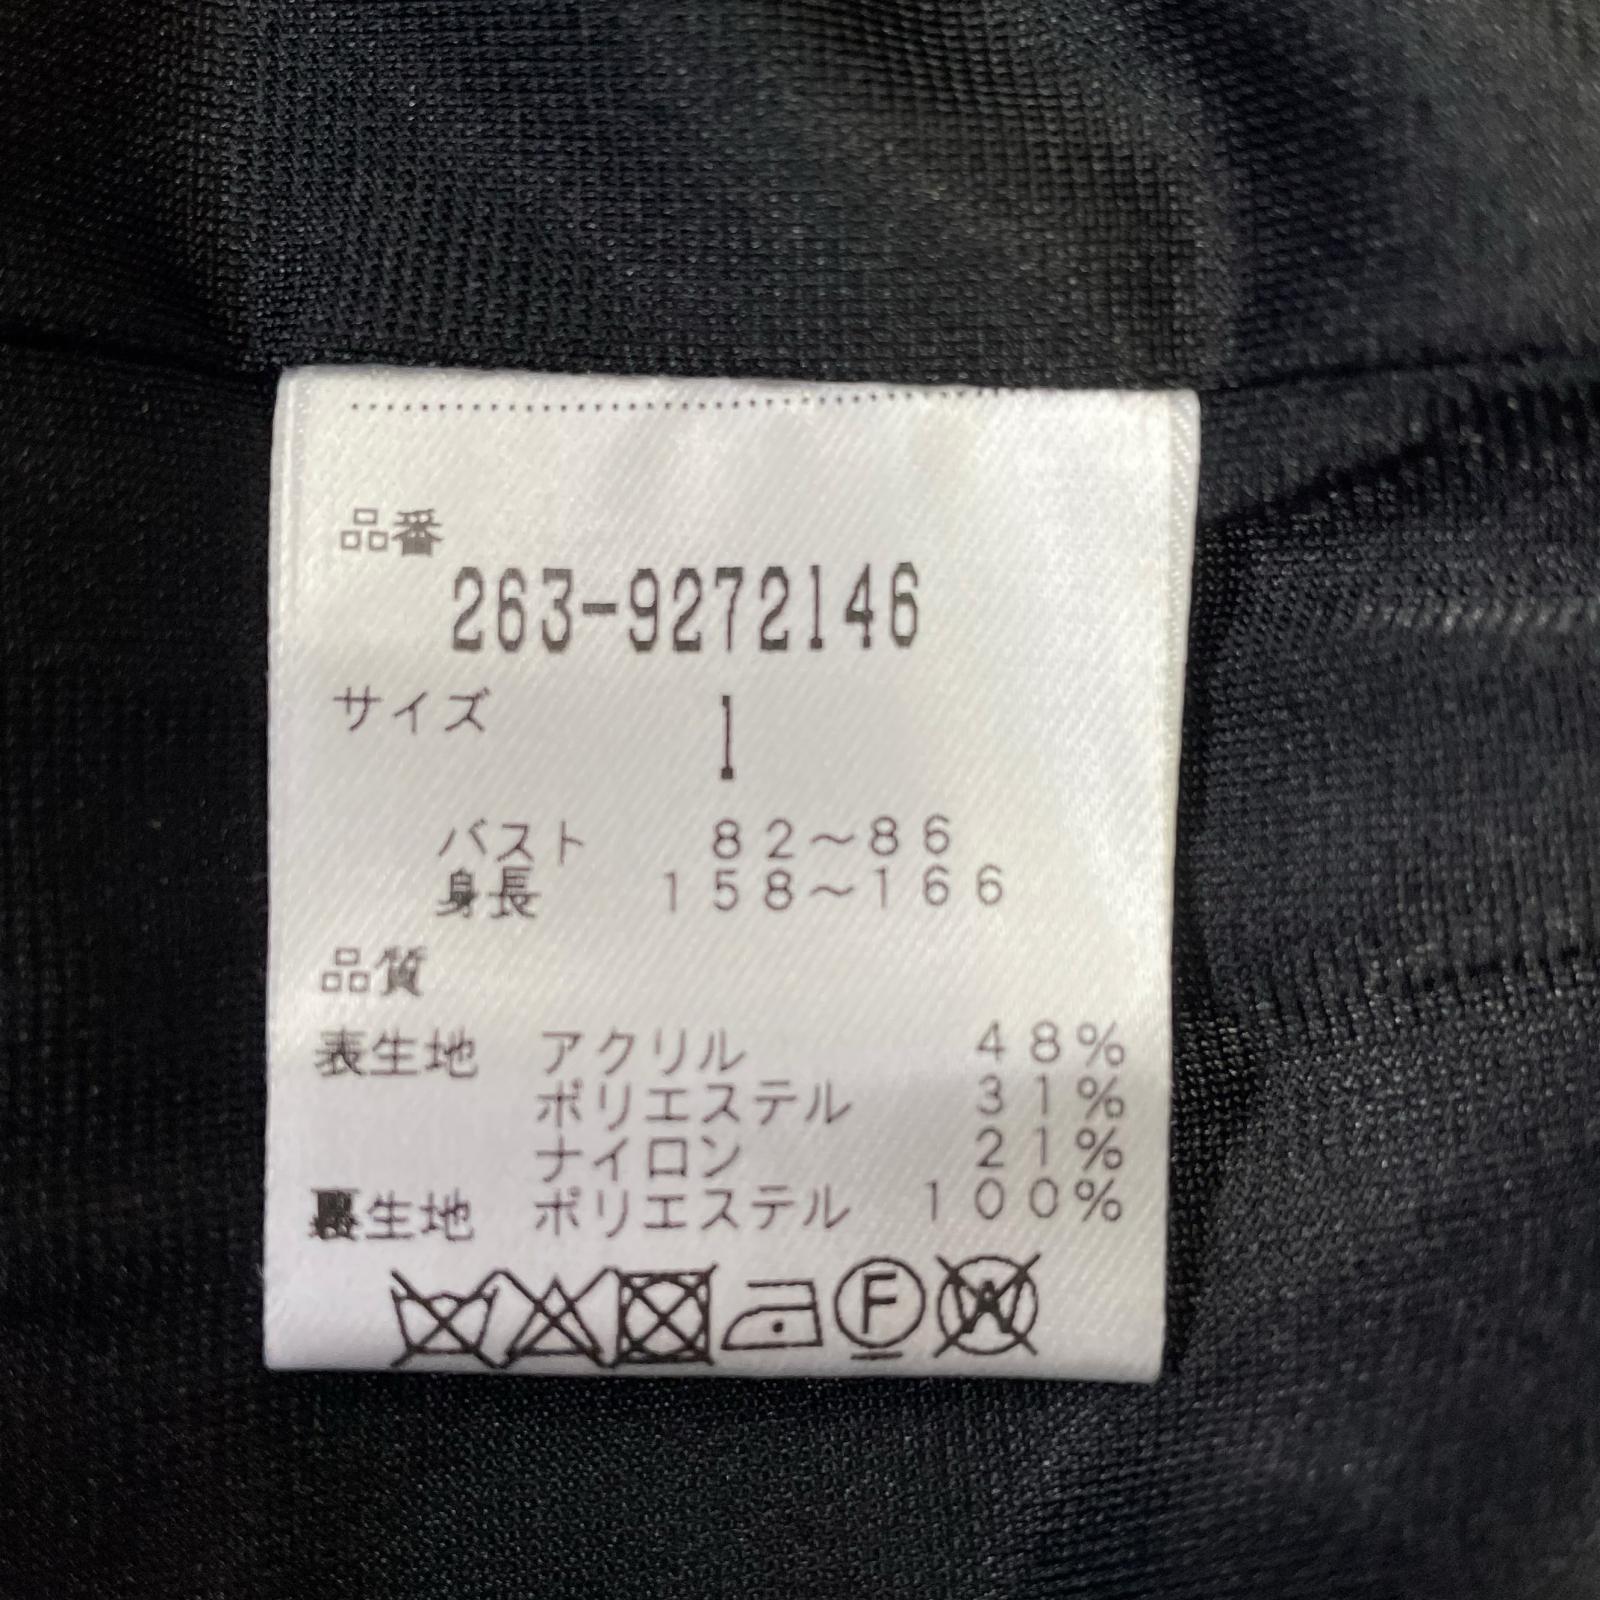 品番
263-9272146
サイズ 1
バスト 82～86
身長 158～166
品質
表生地 アクリル 48%
ポリエステル 31%
ナイロン 21%
裏生地 ポリエステル 100%
F W